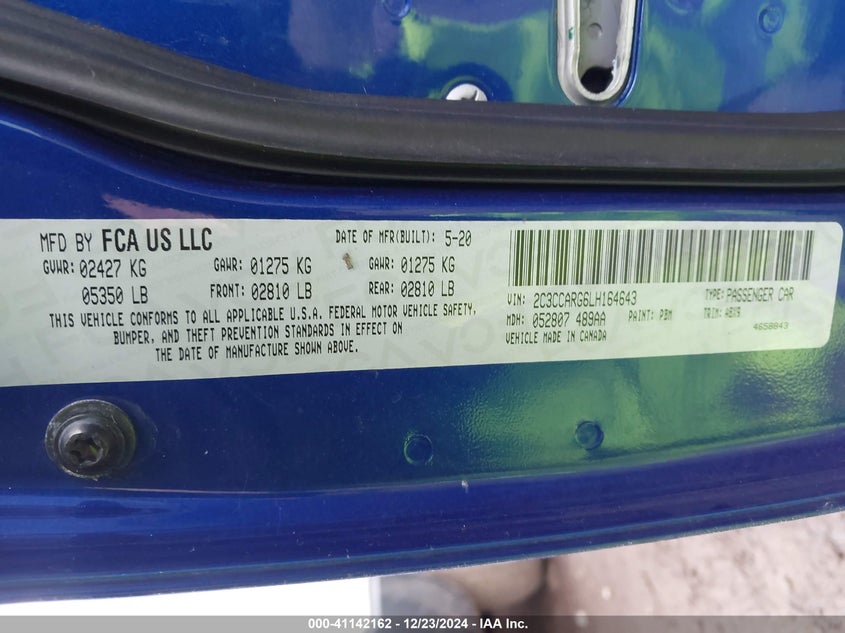 MFD BY FCA US LLC DATE OF MFR(BUILT): 5-20
GVWR: 02427 KG GAWR: 01275 KG GAWR: 01275 KG
05350 LB FRONT: 02810 LB REAR: 02810 LB
THIS VEHICLE CONFORMS TO ALL APPLICABLE U.S.A. FEDERAL MOTOR VEHICLE SAFETY,
BUMPER, AND THEFT PREVENTION STANDARDS IN EFFECT ON
THE DATE OF MANUFACTURE SHOWN ABOVE.
VIN: 2C3CCARG6LH164643 TYPE: PASSENGER CAR
MDH: 052807 489AA PAINT: PBM TRIM: ABX9
VEHICLE MADE IN CANADA 4658843
000-41142162 - 12/23/2024 - IAA Inc.